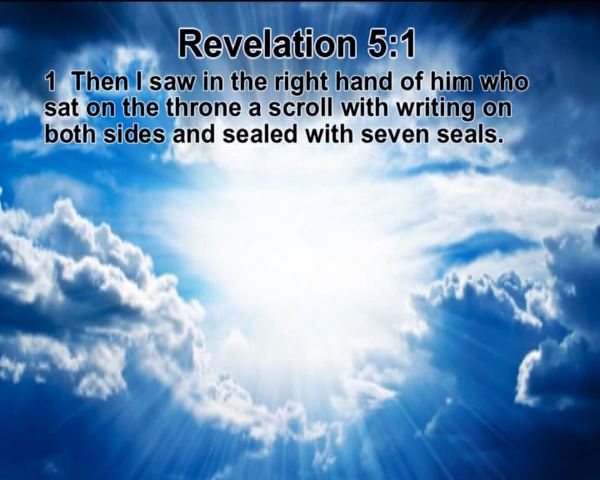 Revelation 5:1
1 Then I saw in the right hand of him who
sat on the throne a scroll with writing on
both sides and sealed with seven seals.